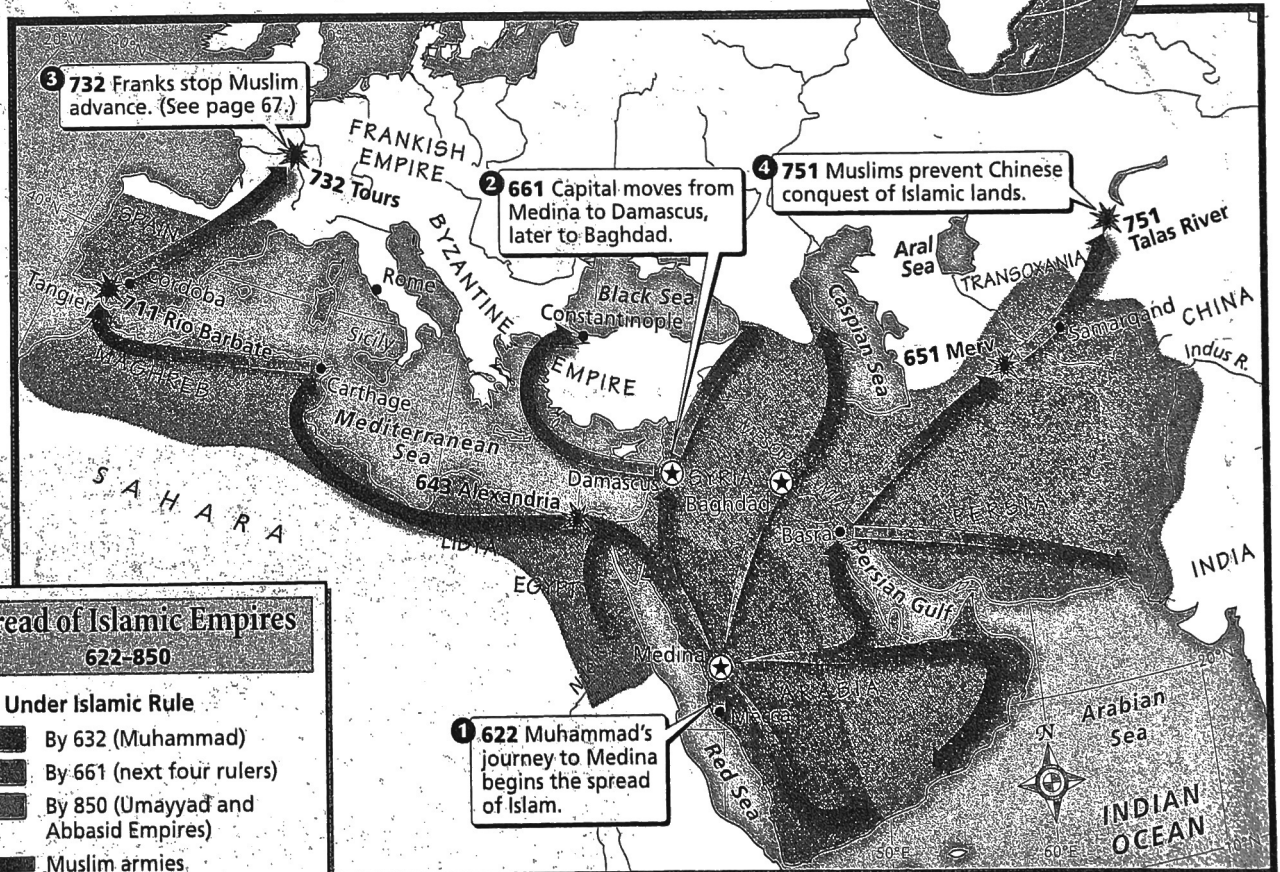 20°W
3 732 Franks stop Muslim
advance. (See page 67.)
FRANKISH
EMPIRE
732 Tours
2 661 Capital moves from
Medina to Damascus,
later to Baghdad.
4 751 Muslims prevent Chinese
conquest of Islamic lands.
751
Talas River
Aral
Sea
TRANSOXANIA
CHINA
Samarqand
Indus R.
651 Merv
Caspian Sea
Black Sea
Constantinople
BYZANTINE
EMPIRE
Rome
Sicily
SPAIN
Córdoba
Tangier
711 Rio Barbate
MAGHREB
Carthage
Mediterranean
Sea
SAHARA
643 Alexandria
LIBYA
EGYPT
Damascus
SYRIA
Baghdad
Basra
PERSIA
Persian Gulf
INDIA
Medina
Mecca
ARABIA
1 622 Muhammad's
journey to Medina
begins the spread
of Islam.
Red Sea
Arabian
Sea
N
INDIAN
OCEAN
20°
50°E
60°E
read of Islamic Empires
622–850
Under Islamic Rule
By 632 (Muhammad)
By 661 (next four rulers)
By 850 (Umayyad and
Abbasid Empires)
Muslim armies